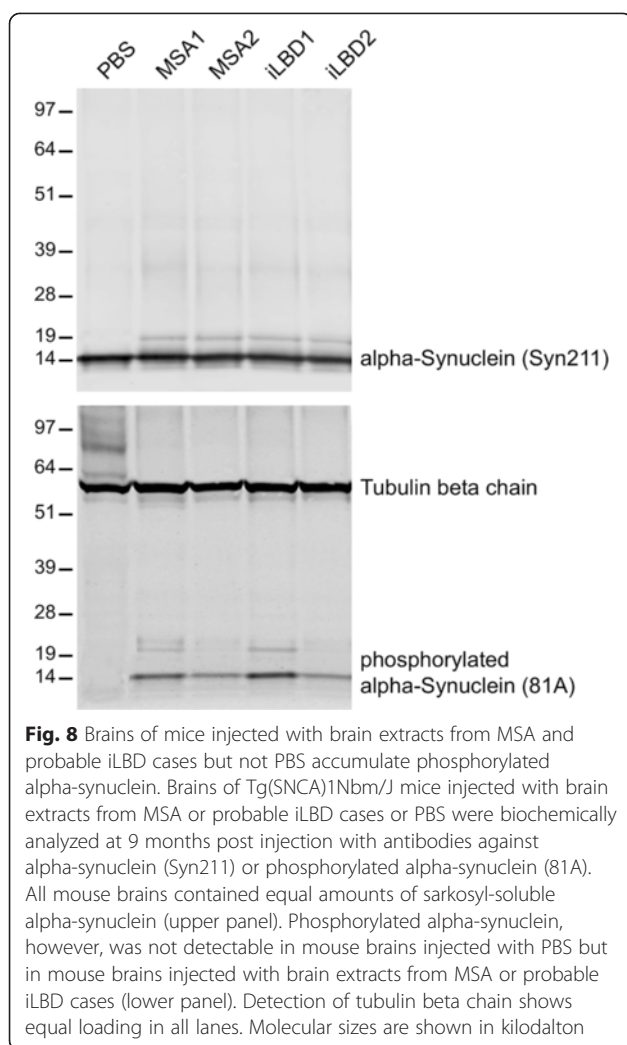 PBS MSA1 MSA2 iLBD1 iLBD2
97
64
51
39
28
19
14 alpha-Synuclein (Syn211)
97
64
Tubulin beta chain
51
39
28
19
phosphorylated
14 alpha-Synuclein (81A)
Fig. 8 Brains of mice injected with brain extracts from MSA and
probable iLBD cases but not PBS accumulate phosphorylated
alpha-synuclein. Brains of Tg(SNCA)1Nbm/J mice injected with brain
extracts from MSA or probable iLBD cases or PBS were biochemically
analyzed at 9 months post injection with antibodies against
alpha-synuclein (Syn211) or phosphorylated alpha-synuclein (81A).
All mouse brains contained equal amounts of sarkosyl-soluble
alpha-synuclein (upper panel). Phosphorylated alpha-synuclein,
however, was not detectable in mouse brains injected with PBS but
in mouse brains injected with brain extracts from MSA or probable
iLBD cases (lower panel). Detection of tubulin beta chain shows
equal loading in all lanes. Molecular sizes are shown in kilodalton